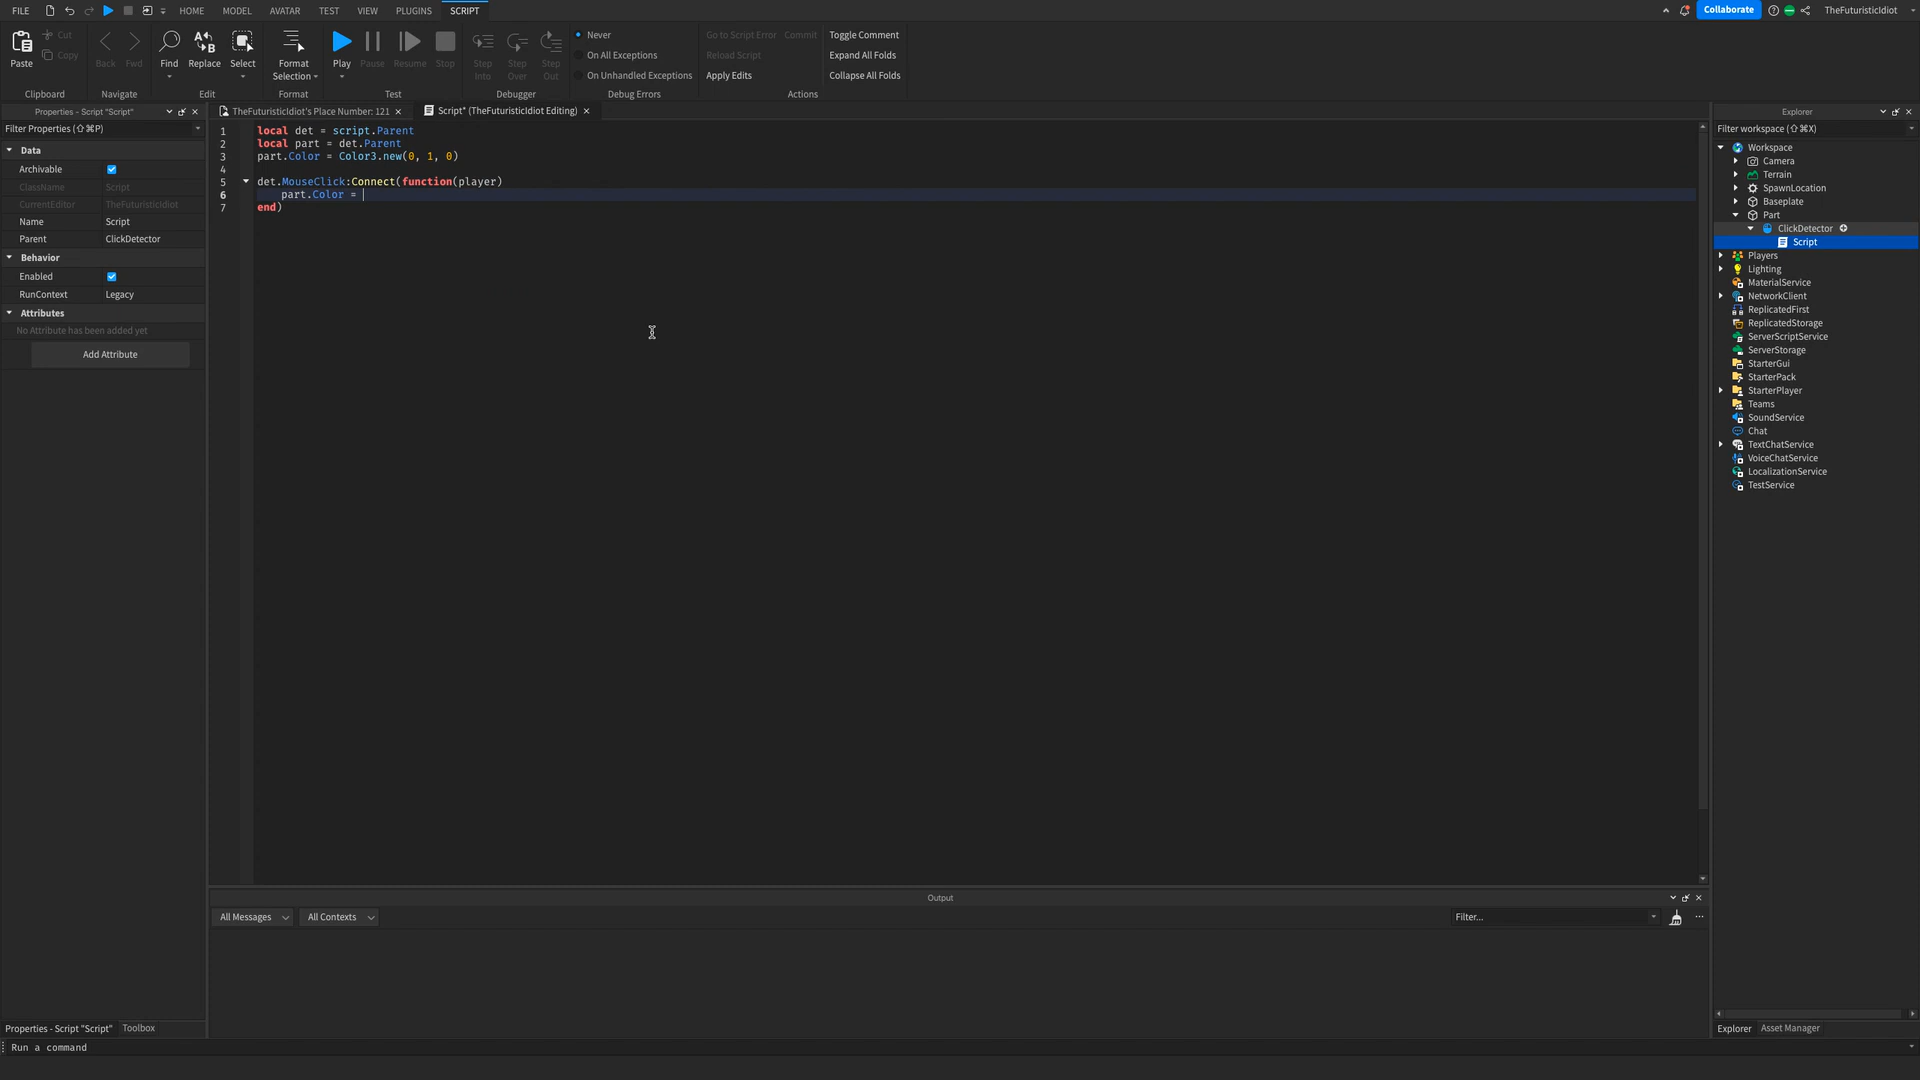 FILE HOME MODEL AVATAR TEST VIEW PLUGINS SCRIPT Collaborate TheFuturisticIdiot
Paste Cut Copy
Clipboard
Back Fwd
Navigate
Find Replace Select
Edit
Format Selection
Format
Play Pause Resume Stop
Test
Step Into Step Over Step Out
Debugger
Never
On All Exceptions
On Unhandled Exceptions
Debug Errors
Go to Script Error Commit
Reload Script
Apply Edits
Toggle Comment
Expand All Folds
Collapse All Folds
Actions
Properties - Script "Script"
Filter Properties (⇧⌘P)
Data
Archivable
ClassName Script
CurrentEditor TheFuturisticIdiot
Name Script
Parent ClickDetector
Behavior
Enabled
RunContext Legacy
Attributes
No Attribute has been added yet
Add Attribute
TheFuturisticIdiot's Place Number: 121 × Script* (TheFuturisticIdiot Editing) ×
1 local det = script.Parent
2 local part = det.Parent
3 part.Color = Color3.new(0, 1, 0)
4
5 det.MouseClick:Connect(function(player)
6 part.Color =
7 end)
Output
All Messages All Contexts Filter...
Explorer
Filter workspace (⇧⌘X)
Workspace
Camera
Terrain
SpawnLocation
Baseplate
Part
ClickDetector
Script
Players
Lighting
MaterialService
NetworkClient
ReplicatedFirst
ReplicatedStorage
ServerScriptService
ServerStorage
StarterGui
StarterPack
StarterPlayer
Teams
SoundService
Chat
TextChatService
VoiceChatService
LocalizationService
TestService
Properties - Script "Script" Toolbox
Explorer Asset Manager
Run a command